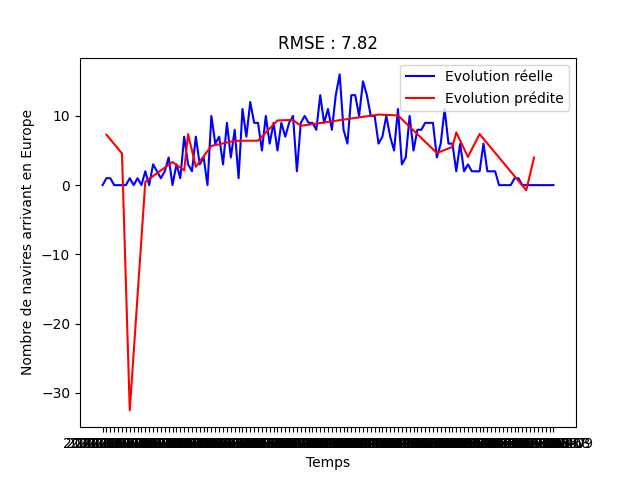 RMSE : 7.82
Evolution réelle
Evolution prédite
Nombre de navires arrivant en Europe
10
0
−10
−20
−30
Temps